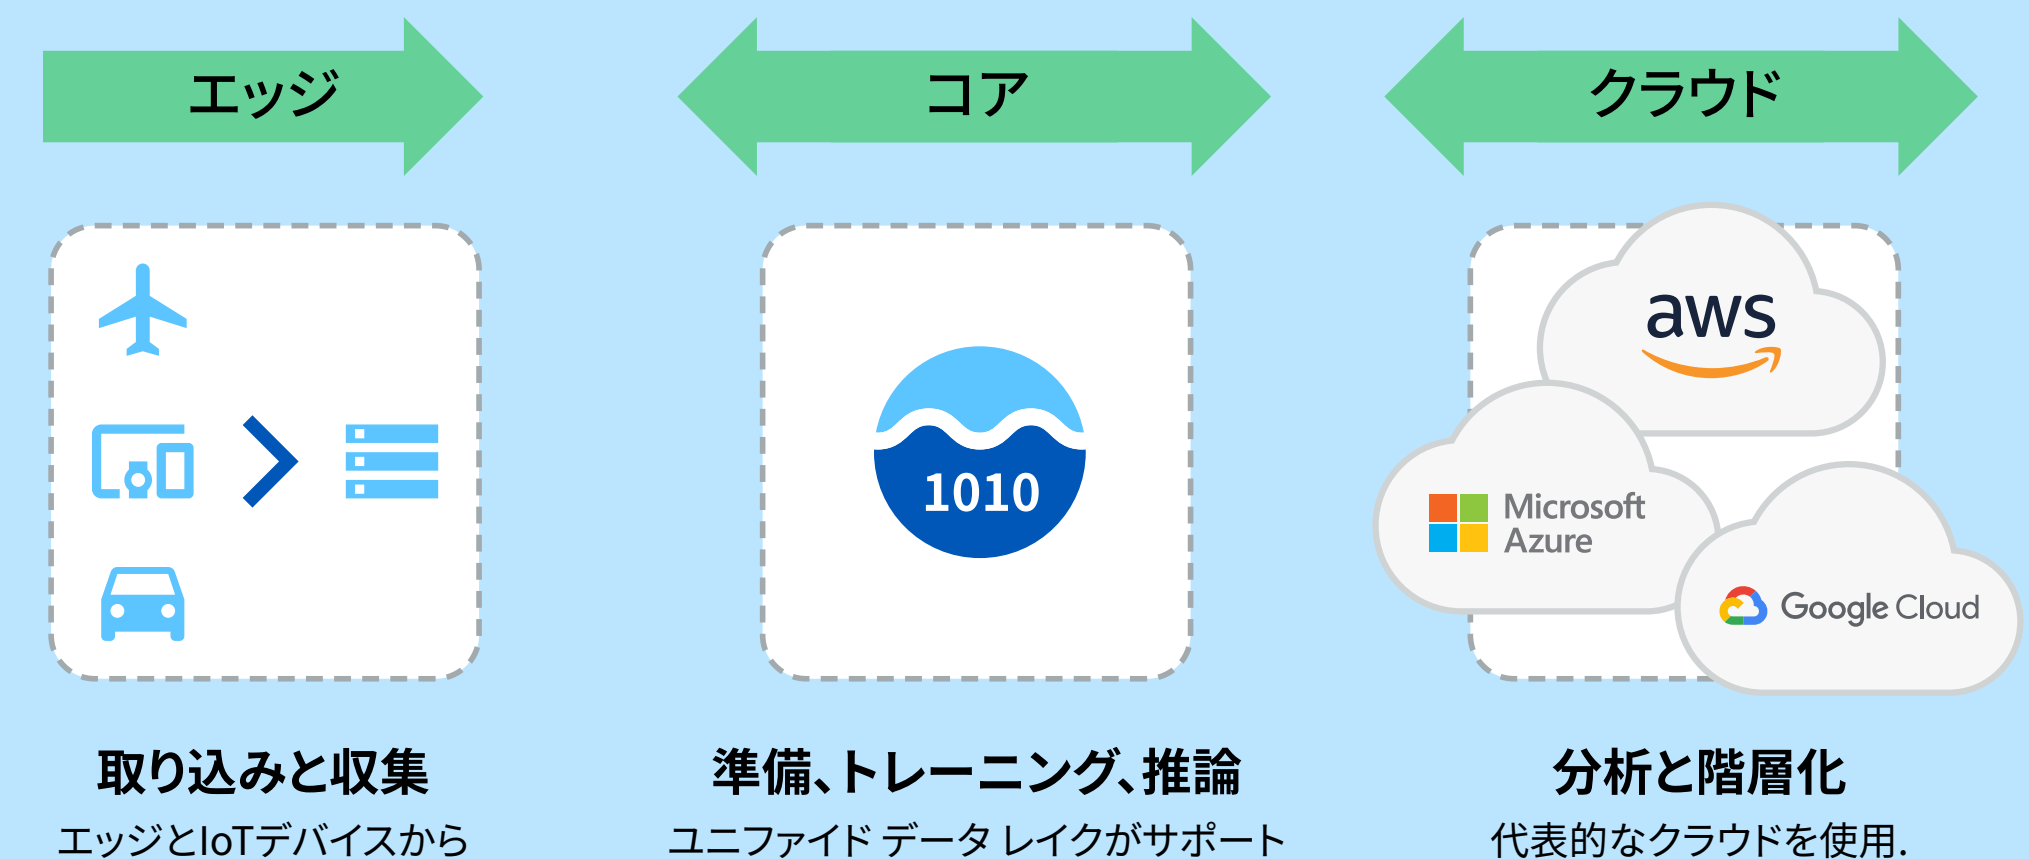 エッジ
コア
クラウド
aws
Microsoft
Azure
Google Cloud
1010
取り込みと収集
準備、トレーニング、推論
分析と階層化
エッジとIoTデバイスから
ユニファイド データ レイクがサポート
代表的なクラウドを使用.